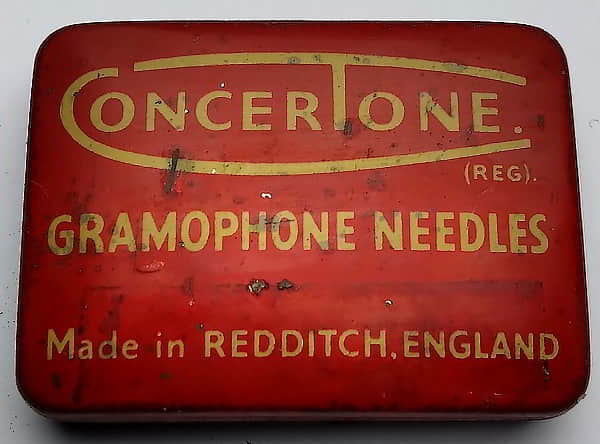 CONCERTONE.
(REG).
GRAMOPHONE NEEDLES
Made in REDDITCH, ENGLAND